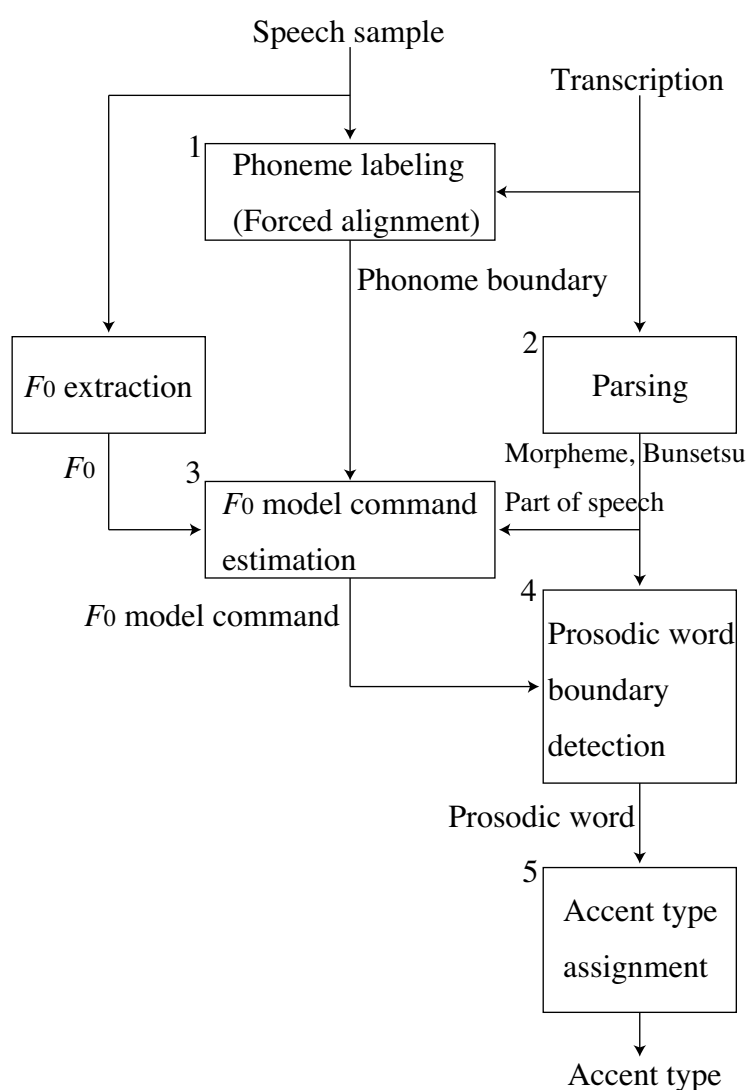 Speech sample
Transcription
1
Phoneme labeling
(Forced alignment)
Phonome boundary
2
F0 extraction
Parsing
Morpheme, Bunsetsu
F0
3
F0 model command
estimation
Part of speech
4
F0 model command
Prosodic word
boundary
detection
Prosodic word
5
Accent type
assignment
Accent type